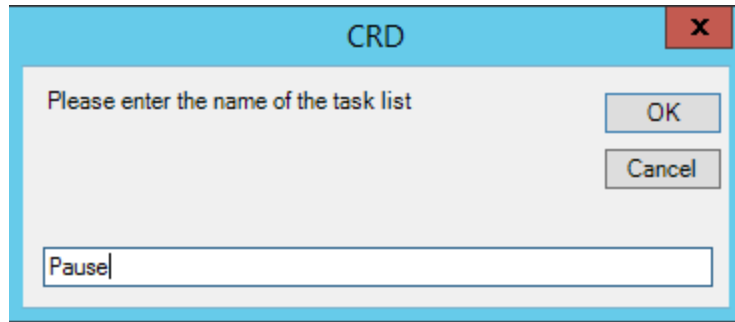 CRD
x
Please enter the name of the task list
OK
Cancel
Pause